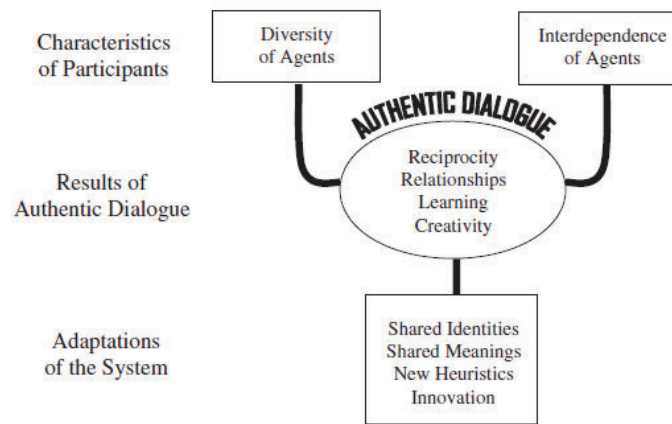 Characteristics
of Participants
Diversity
of Agents
Interdependence
of Agents
AUTHENTIC DIALOGUE
Results of
Authentic Dialogue
Reciprocity
Relationships
Learning
Creativity
Adaptations
of the System
Shared Identities
Shared Meanings
New Heuristics
Innovation